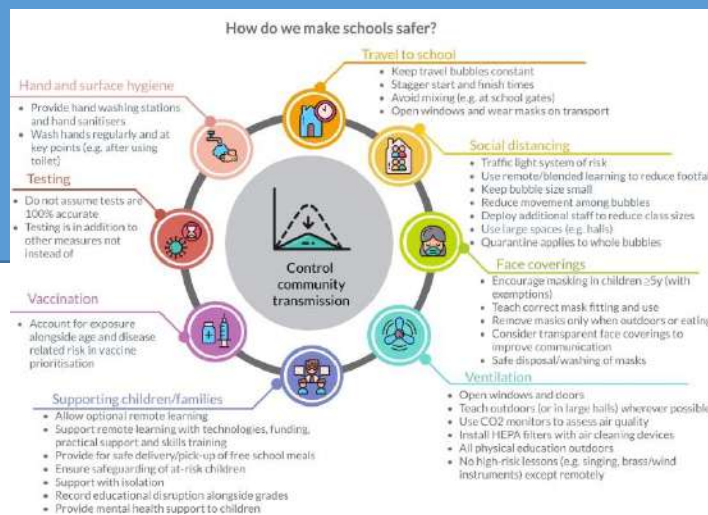 How do we make schools safer?
Travel to school
• Keep travel bubbles constant
• Stagger start and finish times
• Avoid mixing (e.g. at school gates)
• Open windows and wear masks on transport
Social distancing
• Traffic light system of risk
• Use remote/blended learning to reduce footfal
• Keep bubble size small
• Reduce movement among bubbles
• Deploy additional staff to reduce class sizes
• Use large spaces (e.g. halls)
• Quarantine applies to whole bubbles
Face coverings
• Encourage masking in children ≥5y (with
exemptions)
• Teach correct mask fitting and use
• Remove masks only when outdoors or eating
• Consider transparent face coverings to
improve communication
• Safe disposal/washing of masks
Ventilation
• Open windows and doors
• Teach outdoors (or in large halls) wherever possible
• Use CO2 monitors to assess air quality
• Install HEPA filters with air cleaning devices
• All physical education outdoors
• No high-risk lessons (e.g. singing, brass/wind
instruments) except remotely
Supporting children/families
• Allow optional remote learning
• Support remote learning with technologies, funding,
practical support and skills training
• Provide for safe delivery/pick-up of free school meals
• Ensure safeguarding of at-risk children
• Support with isolation
• Record educational disruption alongside grades
• Provide mental health support to children
Vaccination
• Account for exposure
alongside age and disease
related risk in vaccine
prioritisation
Testing
• Do not assume tests are
100% accurate
• Testing is in addition to
other measures not
instead of
Hand and surface hygiene
• Provide hand washing stations
and hand sanitisers
• Wash hands regularly and at
key points (e.g. after using
toilet)
Control
community
transmission